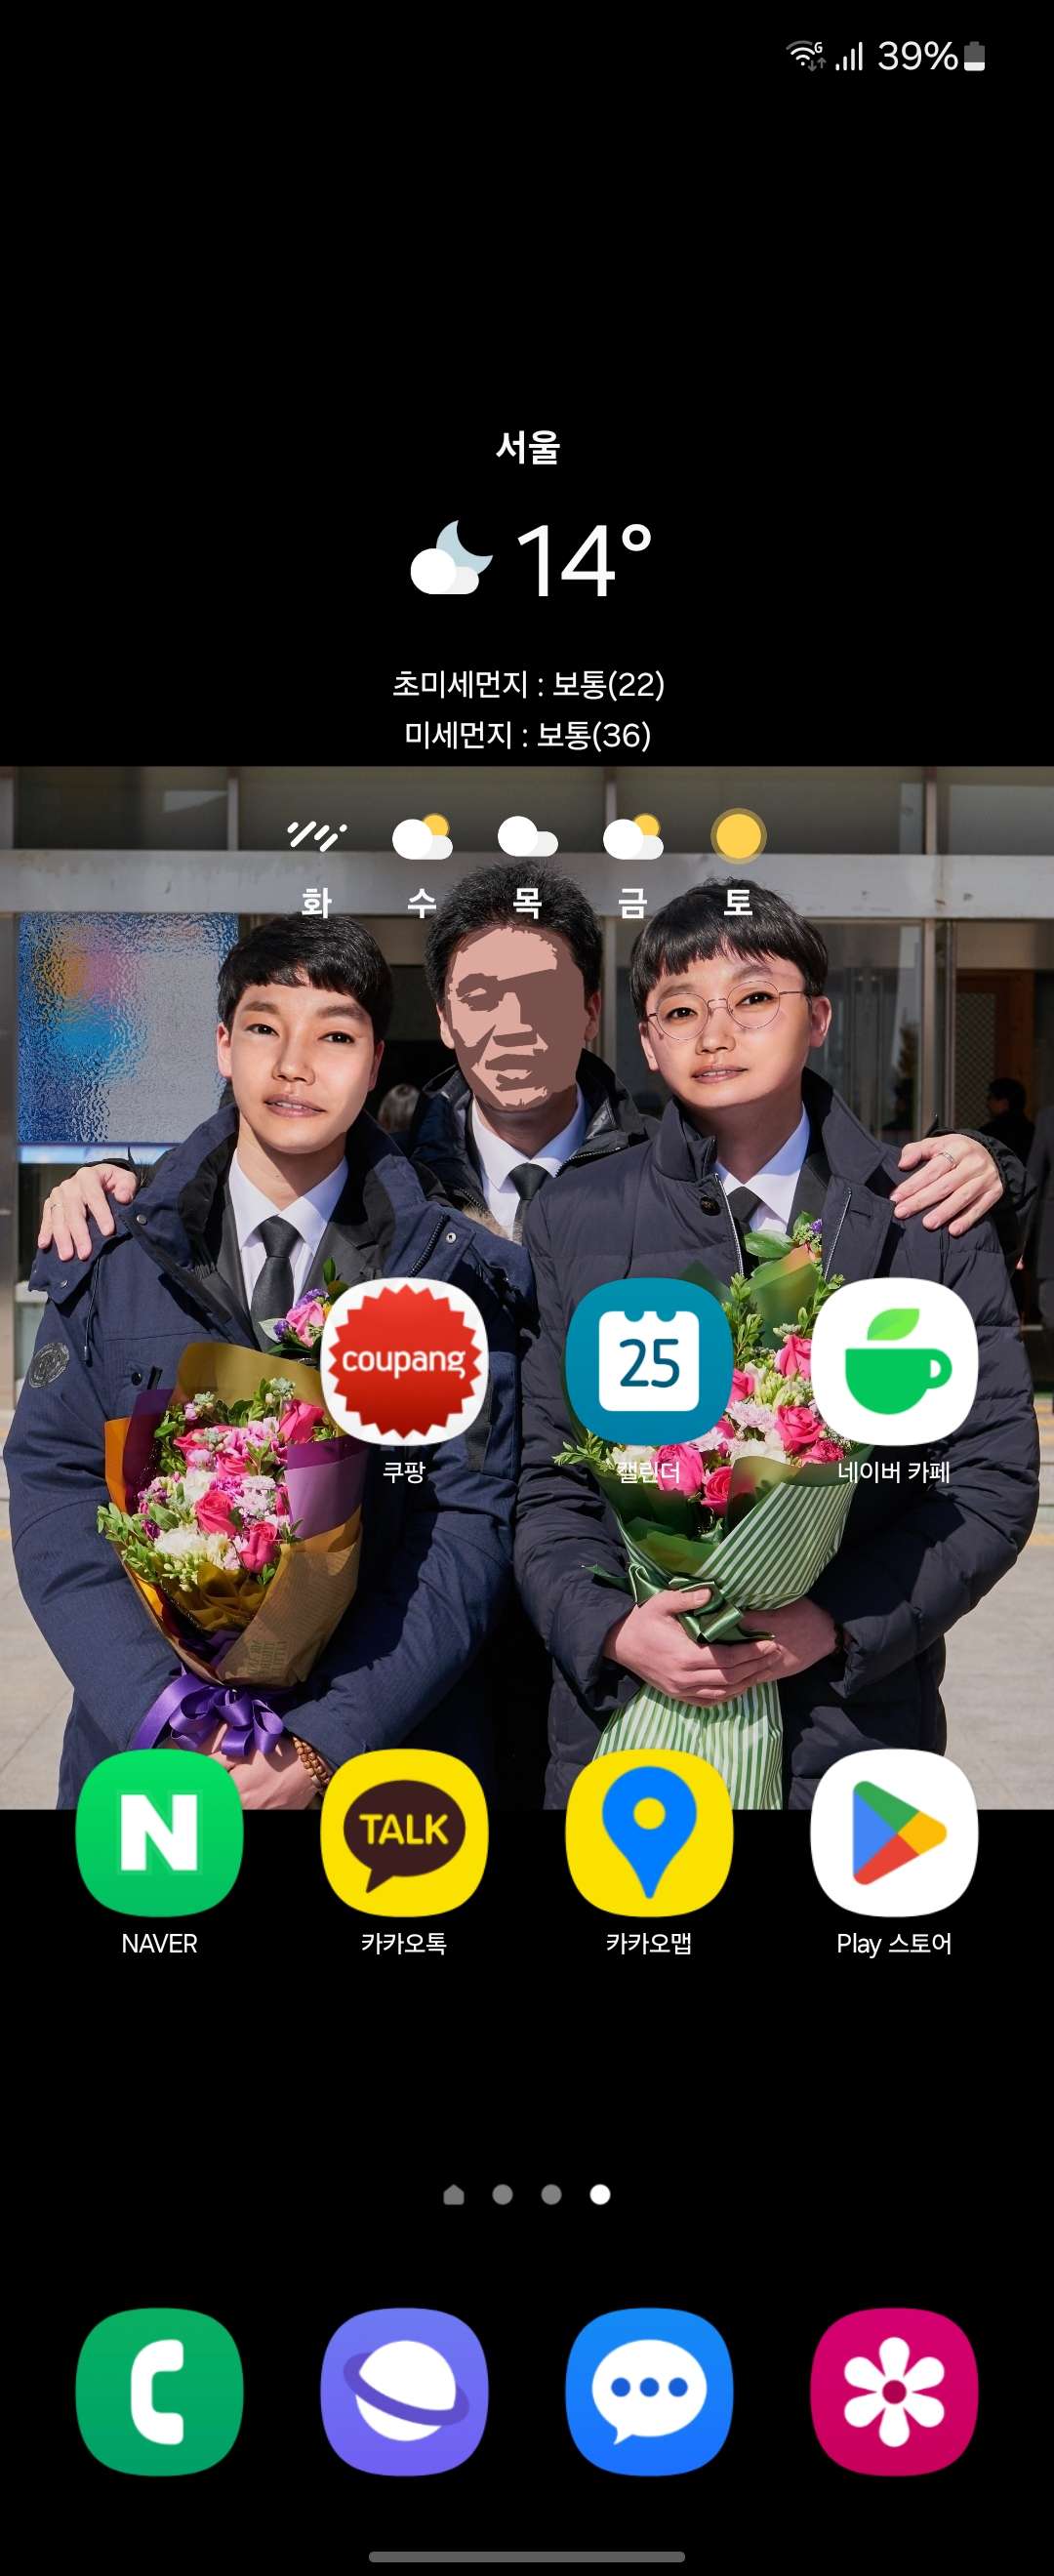 39%
서울
14°
초미세먼지 : 보통(22)
미세먼지 : 보통(36)
화 수 목 금 토
coupang 25
쿠팡 캘린더 네이버 카페
N TALK
NAVER 카카오톡 카카오맵 Play 스토어